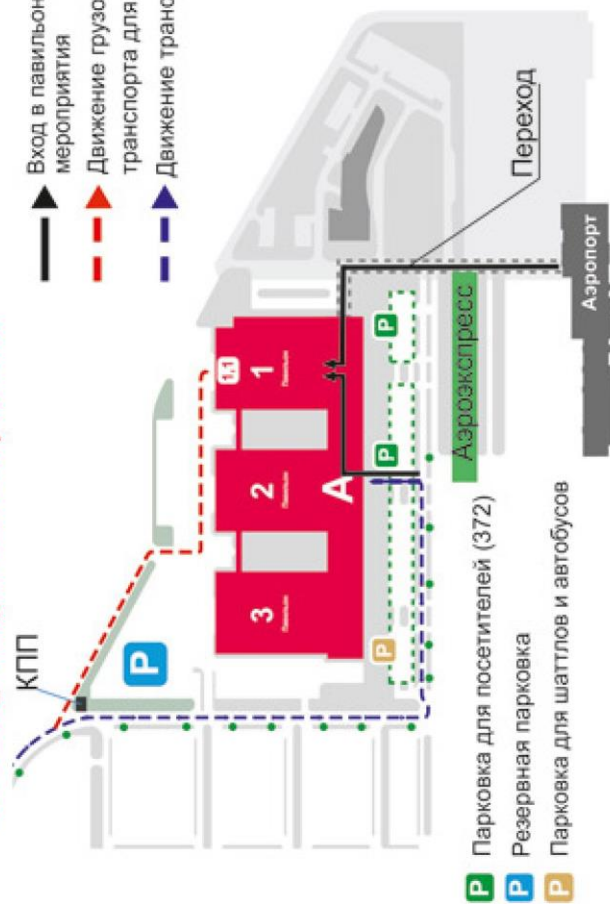 Вход в павильон
мероприятия
Движение грузо
транспорта для
Движение транс
КПП
P
1.1
1
Павильон
2
Павильон
3
Павильон
A
P
P
P
Переход
Аэроэкспресс
Аэропорт
P Парковка для посетителей (372)
P Резервная парковка
P Парковка для шаттлов и автобусов